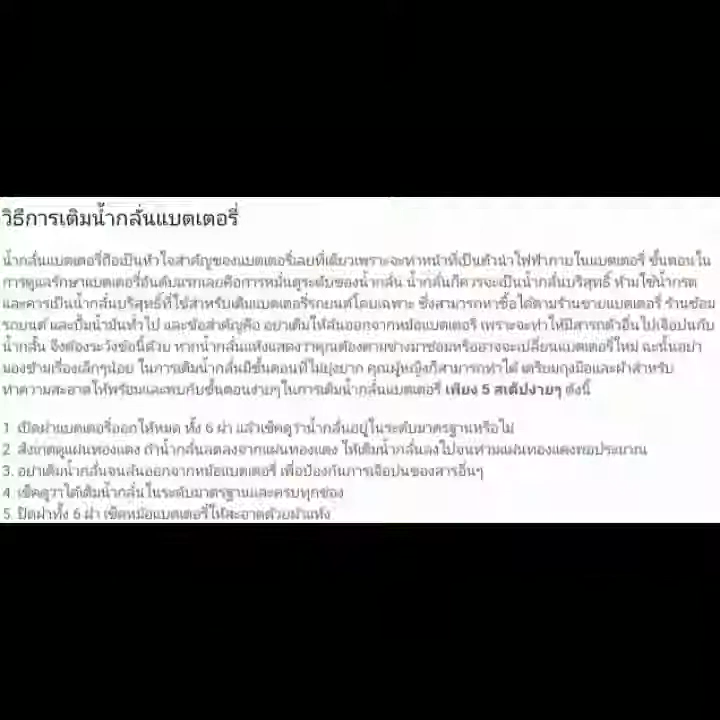 วิธีการเติมน้ำกลั่นแบตเตอรี่
น้ำกลั่นแบตเตอรี่ถือเป็นหัวใจสำคัญของแบตเตอรี่เลยทีเดียวเพราะจะทำหน้าที่เป็นตัวนำไฟฟ้าภายในแบตเตอรี่ ขั้นตอนใน
การดูแลรักษาแบตเตอรี่อันดับแรกเลยคือการหมั่นดูระดับของน้ำกลั่น น้ำกลั่นก็ควรจะเป็นน้ำกลั่นบริสุทธิ์ ห้ามใช้น้ำกรด
และควรเป็นน้ำกลั่นบริสุทธิ์ที่ใช้สำหรับเติมแบตเตอรี่รถยนต์โดยเฉพาะ ซึ่งสามารถหาซื้อได้ตามร้านขายแบตเตอรี่ ร้านซ่อม
รถยนต์ และปั๊มน้ำมันทั่วไป และข้อสำคัญคือ อย่าเติมให้ล้นออกจากหม้อแบตเตอรี่ เพราะจะทำให้มีสารตัวอื่นไปเจือปนกับ
น้ำกลั่น จึงต้องระวังข้อนี้ด้วย หากน้ำกลั่นแห้งแสดงว่าคุณต้องตามช่างมาซ่อมหรืออาจจะเปลี่ยนแบตเตอรี่ใหม่ ฉะนั้นอย่า
มองข้ามเรื่องเล็กๆน้อย ในการเติมน้ำกลั่นมีขั้นตอนที่ไม่ยุ่งยาก คุณผู้หญิงก็สามารถทำได้ เตรียมถุงมือและผ้าสำหรับ
ทำความสะอาดให้พร้อมและพบกับขั้นตอนง่ายๆในการเติมน้ำกลั่นแบตเตอรี่ เพียง 5 สเต็ปง่ายๆ ดังนี้
1 เปิดฝาแบตเตอรี่ออกให้หมด ทั้ง 6 ฝา แล้วเช็คดูว่าน้ำกลั่นอยู่ในระดับมาตรฐานหรือไม่
2 สังเกตดูแผ่นทองแดง ถ้าน้ำกลั่นลดลงจากแผ่นทองแดง ให้เติมน้ำกลั่นลงไปจนท่วมแผ่นทองแดงพอประมาณ
3. อย่าเติมน้ำกลั่นจนล้นออกจากหม้อแบตเตอรี่ เพื่อป้องกันการเจือปนของสารอื่นๆ
4. เช็คดูว่าได้เติมน้ำกลั่นในระดับมาตรฐานและครบทุกช่อง
5. ปิดฝาทั้ง 6 ฝา เช็ดหม้อแบตเตอรี่ให้สะอาดด้วยผ้าแห้ง